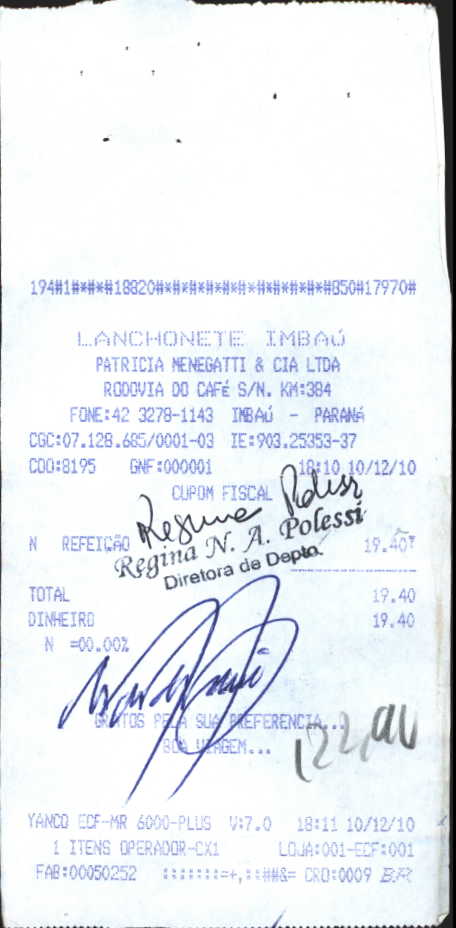 194#1#*#*#18820#*#*#*#*#*#*#*#*#*#*#*#850#17970#
LANCHONETE IMBAÚ
PATRICIA MENEGATTI & CIA LTDA
RODOVIA DO CAFÉ S/N. KM:384
FONE:42 3278-1143 IMBAÚ - PARANÁ
CGC:07.128.685/0001-03 IE:903.25353-37
COO:8195 GNF:000001 18:10 10/12/10
CUPOM FISCAL
Regina Polessi
N REFEIÇÃO 19.40T
Regina N. A. Polessi
Diretora de Depto.
TOTAL 19.40
DINHEIRO 19.40
N =00.00%
GRATOS PELA SUA PREFERENCIA...
BOA VIAGEM...
YANCO ECF-MR 6000-PLUS V:7.0 18:11 10/12/10
1 ITENS OPERADOR-CX1 LOJA:001-ECF:001
FAB:00050252 :::::::=+,::##&= CRO:0009 BR